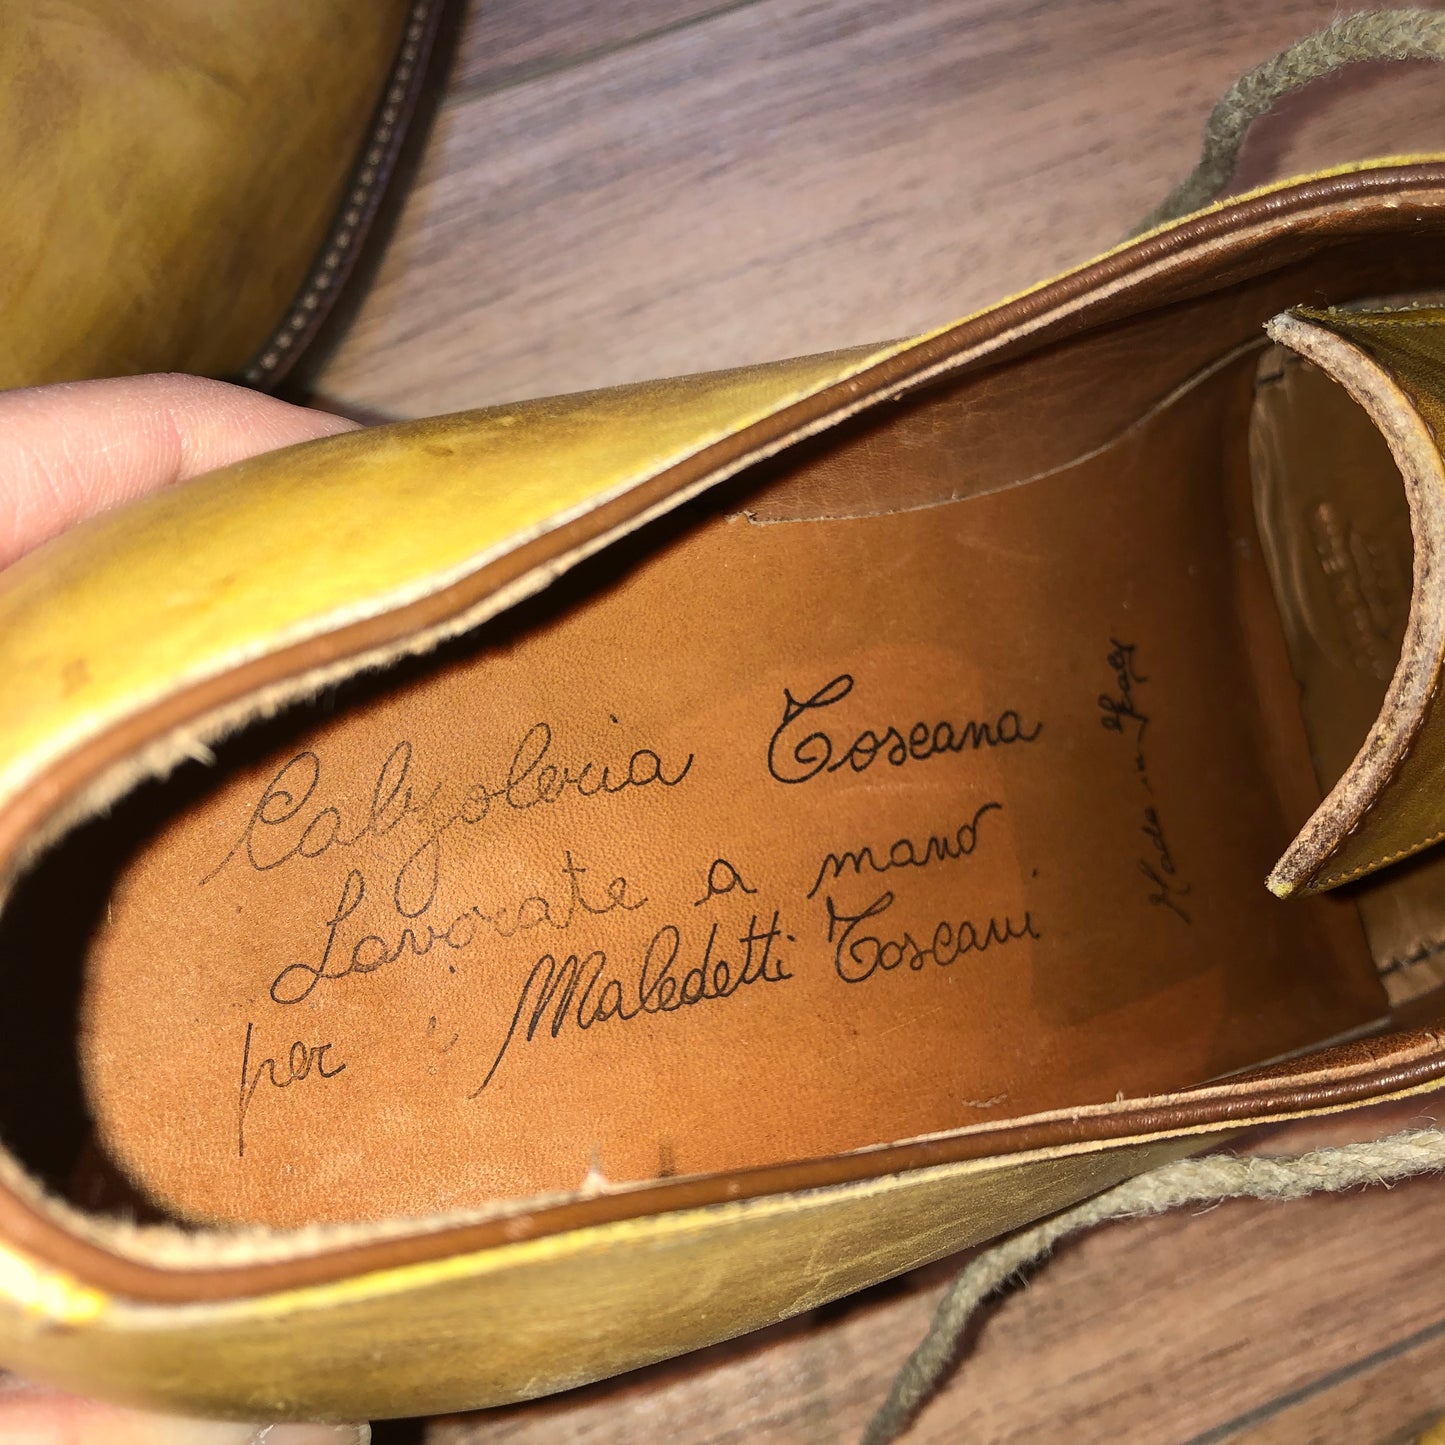 Calzoleria Toscana
Lavorate a mano
per i Maledetti Toscani.
Made in Italy